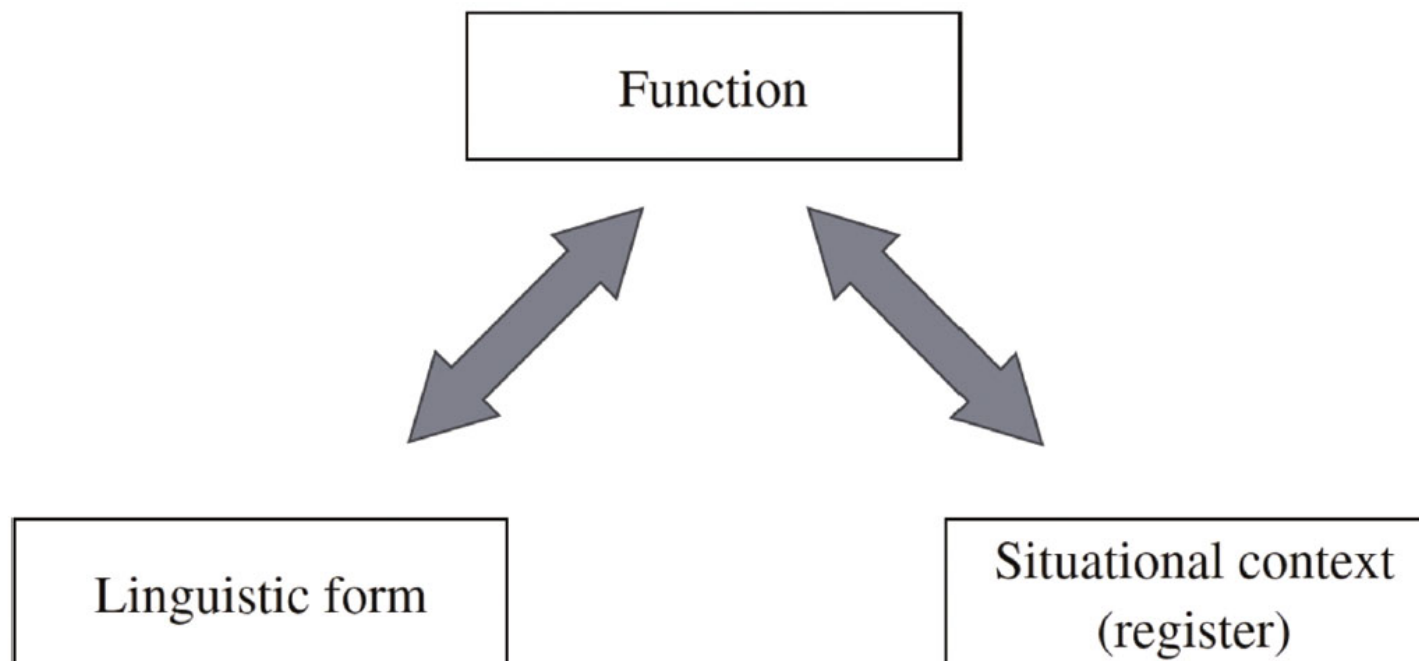 Function
Linguistic form
Situational context
(register)